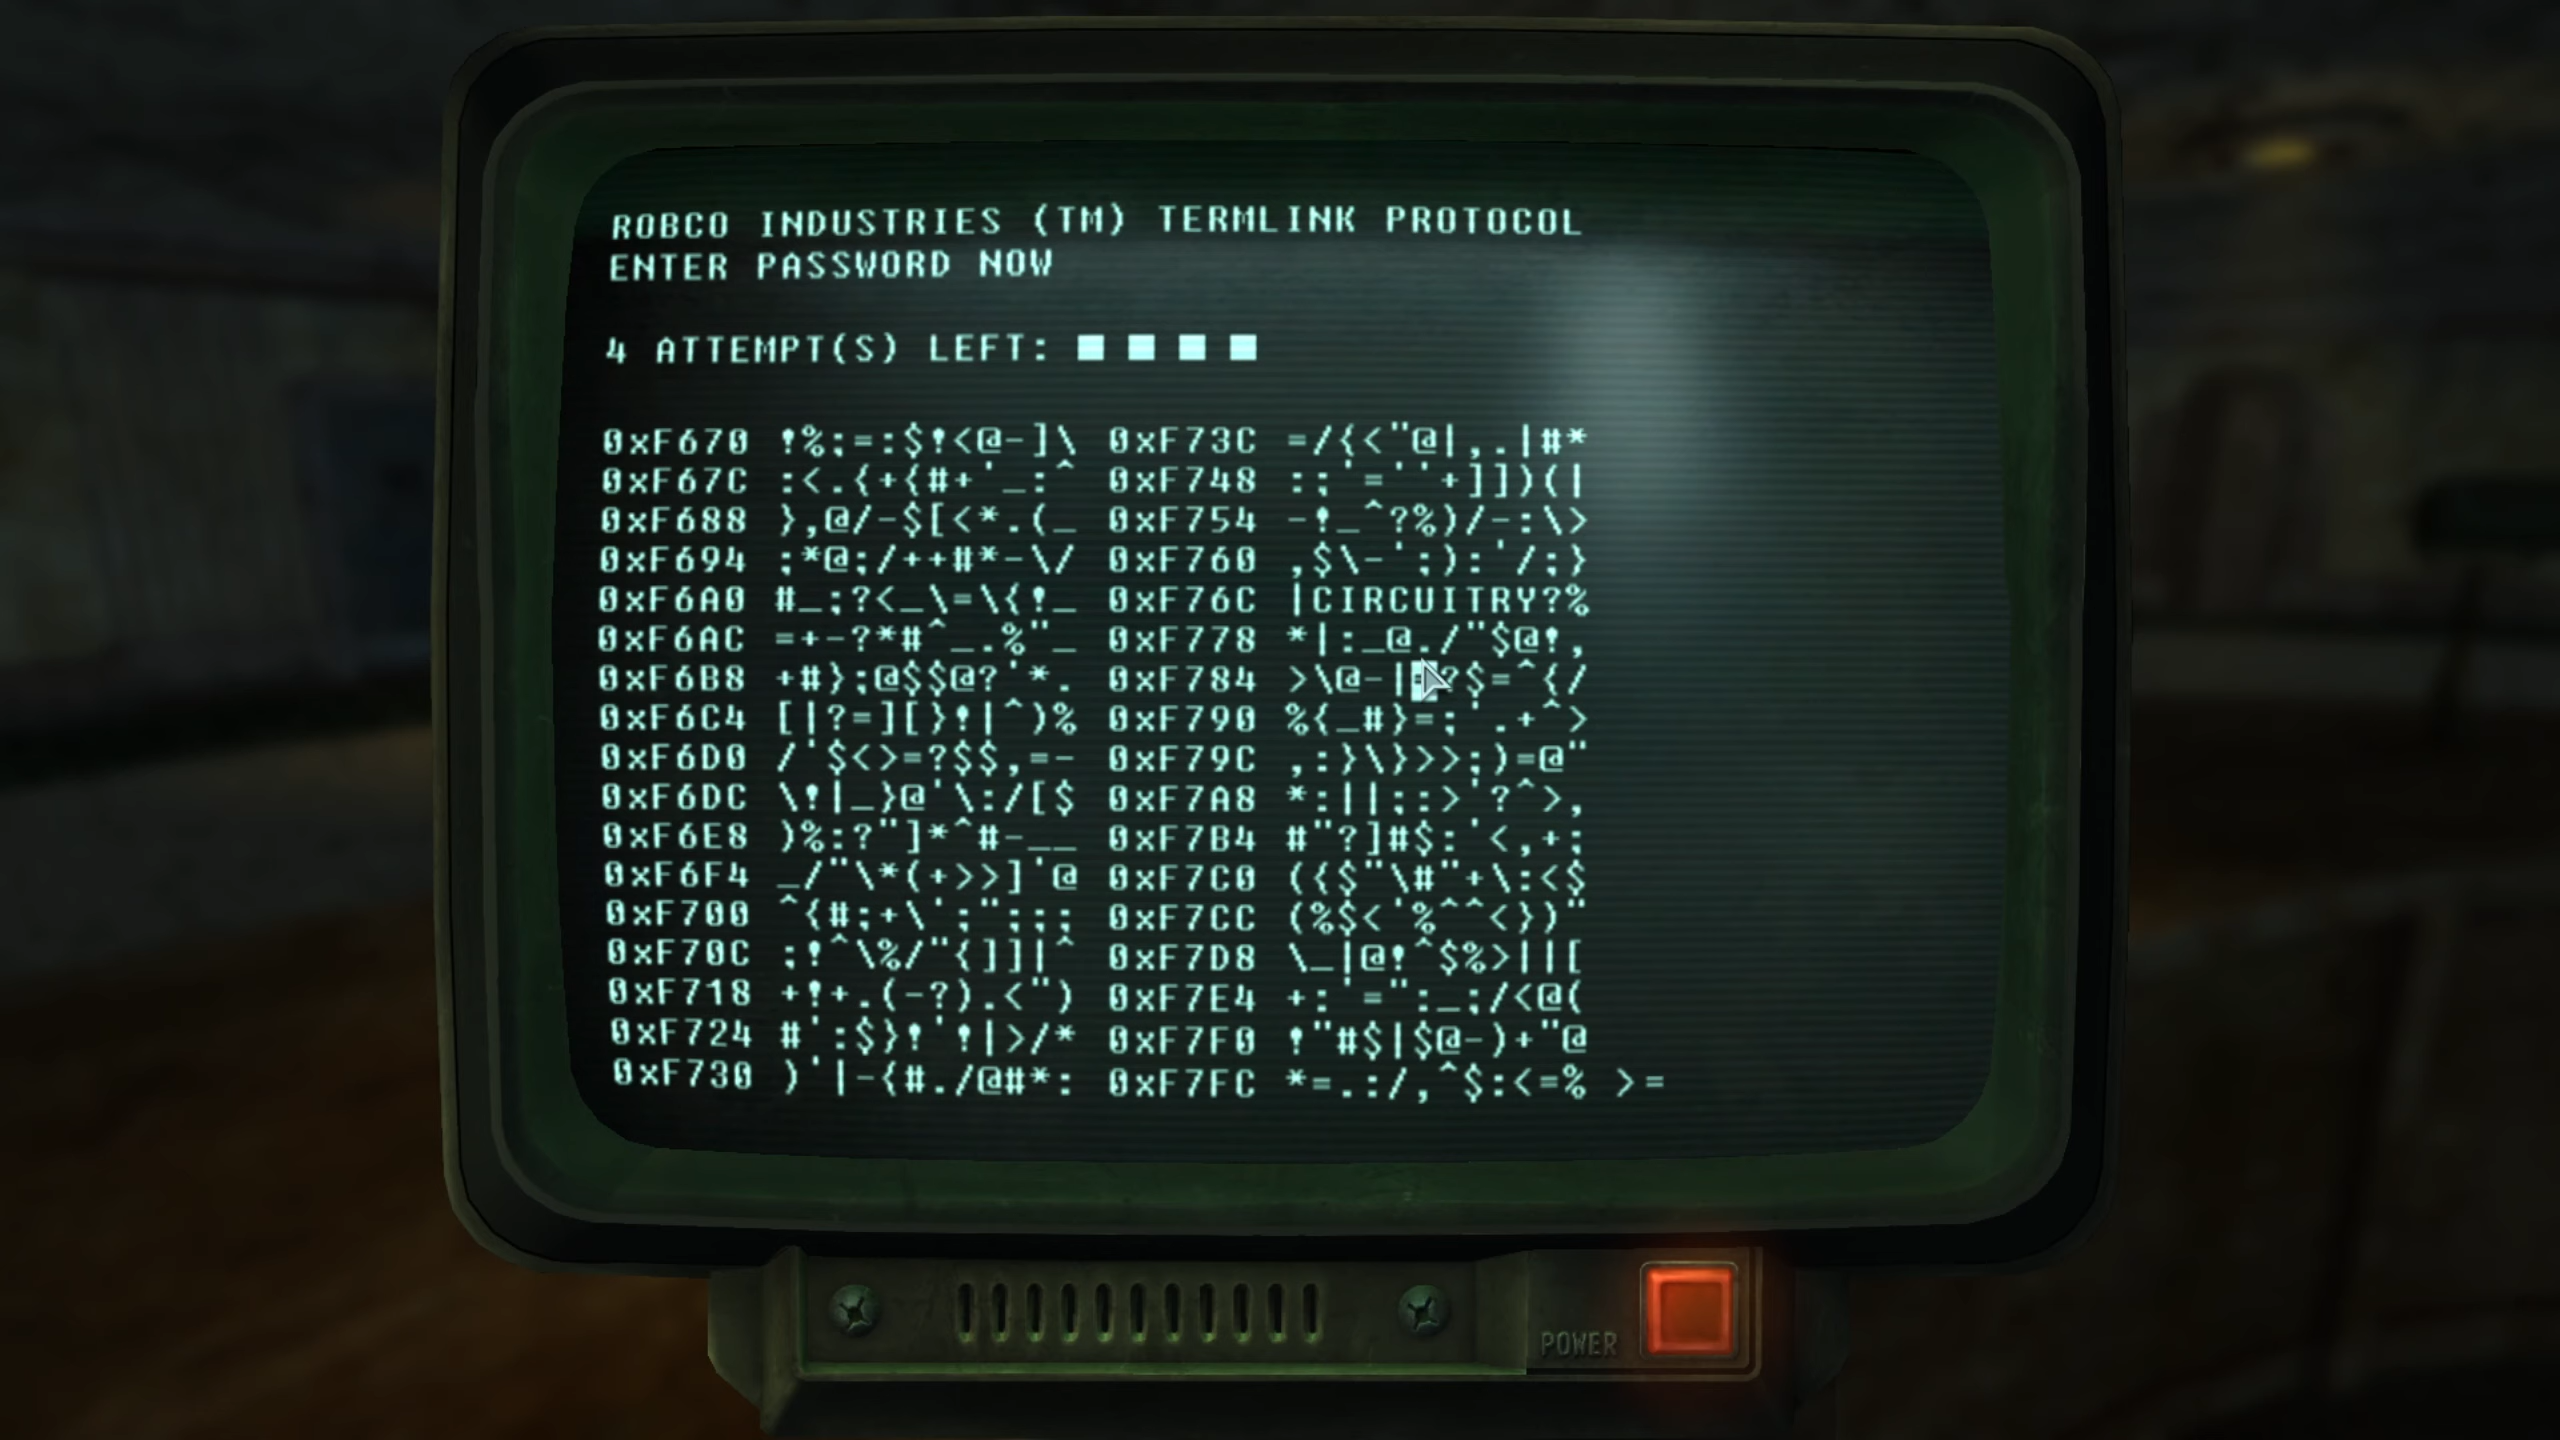 ROBCO INDUSTRIES (TM) TERMLINK PROTOCOL
ENTER PASSWORD NOW
4 ATTEMPT(S) LEFT: ■ ■ ■ ■
0xF670 !%;=:$!<@-]\ 0xF73C =/{<"@|,.|#*
0xF67C :<.{+{#+'_:^ 0xF748 :;'=''+]])(|
0xF688 },@/-$[<*.(_ 0xF754 -!_^?%)/-:\>
0xF694 ;*@;/++#*-\/ 0xF760 ,$\-';):'/;}
0xF6A0 #_;?<_\=\{!_ 0xF76C |CIRCUITRY?%
0xF6AC =+-?*#^_.%"_ 0xF778 *|:_@./"$@!,
0xF6B8 +#};@$$@?'*. 0xF784 >\@-|=?$=^{/
0xF6C4 [|?=][}!|^)% 0xF790 %{_#}=;'.+^>
0xF6D0 /'$<>=?$$,=- 0xF79C ,:}\}>>;)=@"
0xF6DC \!|_}@'\:/[$ 0xF7A8 *:||;:>'?^>,
0xF6E8 )%:?"]*^#-__ 0xF7B4 #"?]#$:'<,+;
0xF6F4 _/"\*(+>>]'@ 0xF7C0 ({$"\#"+\:<$
0xF700 ^{#;+\';";;; 0xF7CC (%$<'%^^<})"
0xF70C ;!^\%/"{]]|^ 0xF7D8 \_|@!^$%>||[
0xF718 +!+.(-?).<") 0xF7E4 +:'=":_;/<@(
0xF724 #':$}!'!|>/* 0xF7F0 !"#$|$@-)+"@
0xF730 )'|-{#./@#*: 0xF7FC *=.:/,^$:<=% >=
POWER